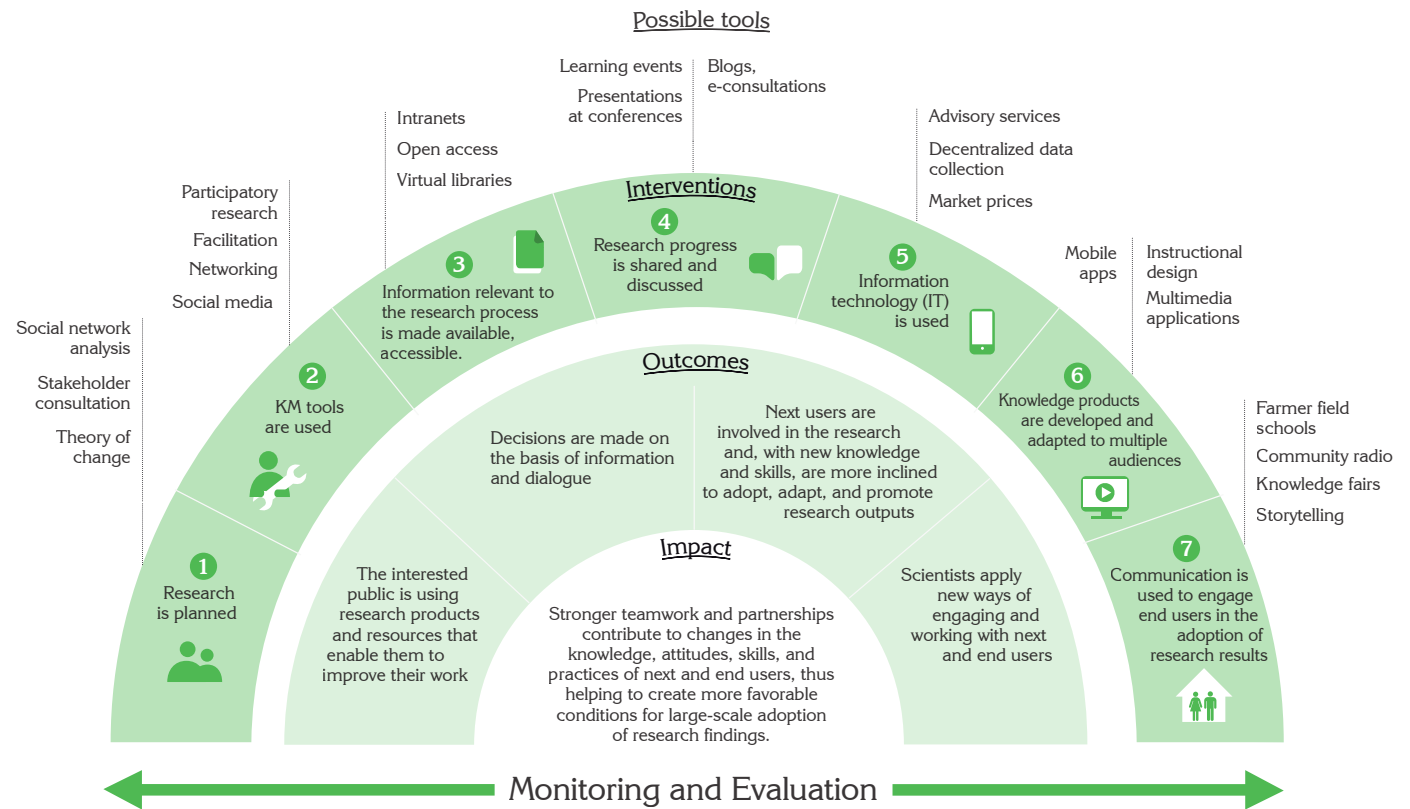 Possible tools
Social network
analysis
Stakeholder
consultation
Theory of
change
Participatory
research
Facilitation
Networking
Social media
Intranets
Open access
Virtual libraries
Learning events
Presentations
at conferences
Blogs,
e-consultations
Advisory services
Decentralized data
collection
Market prices
Mobile
apps
Instructional
design
Multimedia
applications
Farmer field
schools
Community radio
Knowledge fairs
Storytelling
Interventions
1
Research
is planned
2
KM tools
are used
3
Information relevant to
the research process
is made available,
accessible.
4
Research progress
is shared and
discussed
5
Information
technology (IT)
is used
6
Knowledge products
are developed and
adapted to multiple
audiences
7
Communication is
used to engage
end users in the
adoption of
research results
Outcomes
The interested
public is using
research products
and resources that
enable them to
improve their work
Decisions are made on
the basis of information
and dialogue
Next users are
involved in the research
and, with new knowledge
and skills, are more inclined
to adopt, adapt, and promote
research outputs
Scientists apply
new ways of
engaging and
working with next
and end users
Impact
Stronger teamwork and partnerships
contribute to changes in the
knowledge, attitudes, skills, and
practices of next and end users, thus
helping to create more favorable
conditions for large-scale adoption
of research findings.
Monitoring and Evaluation